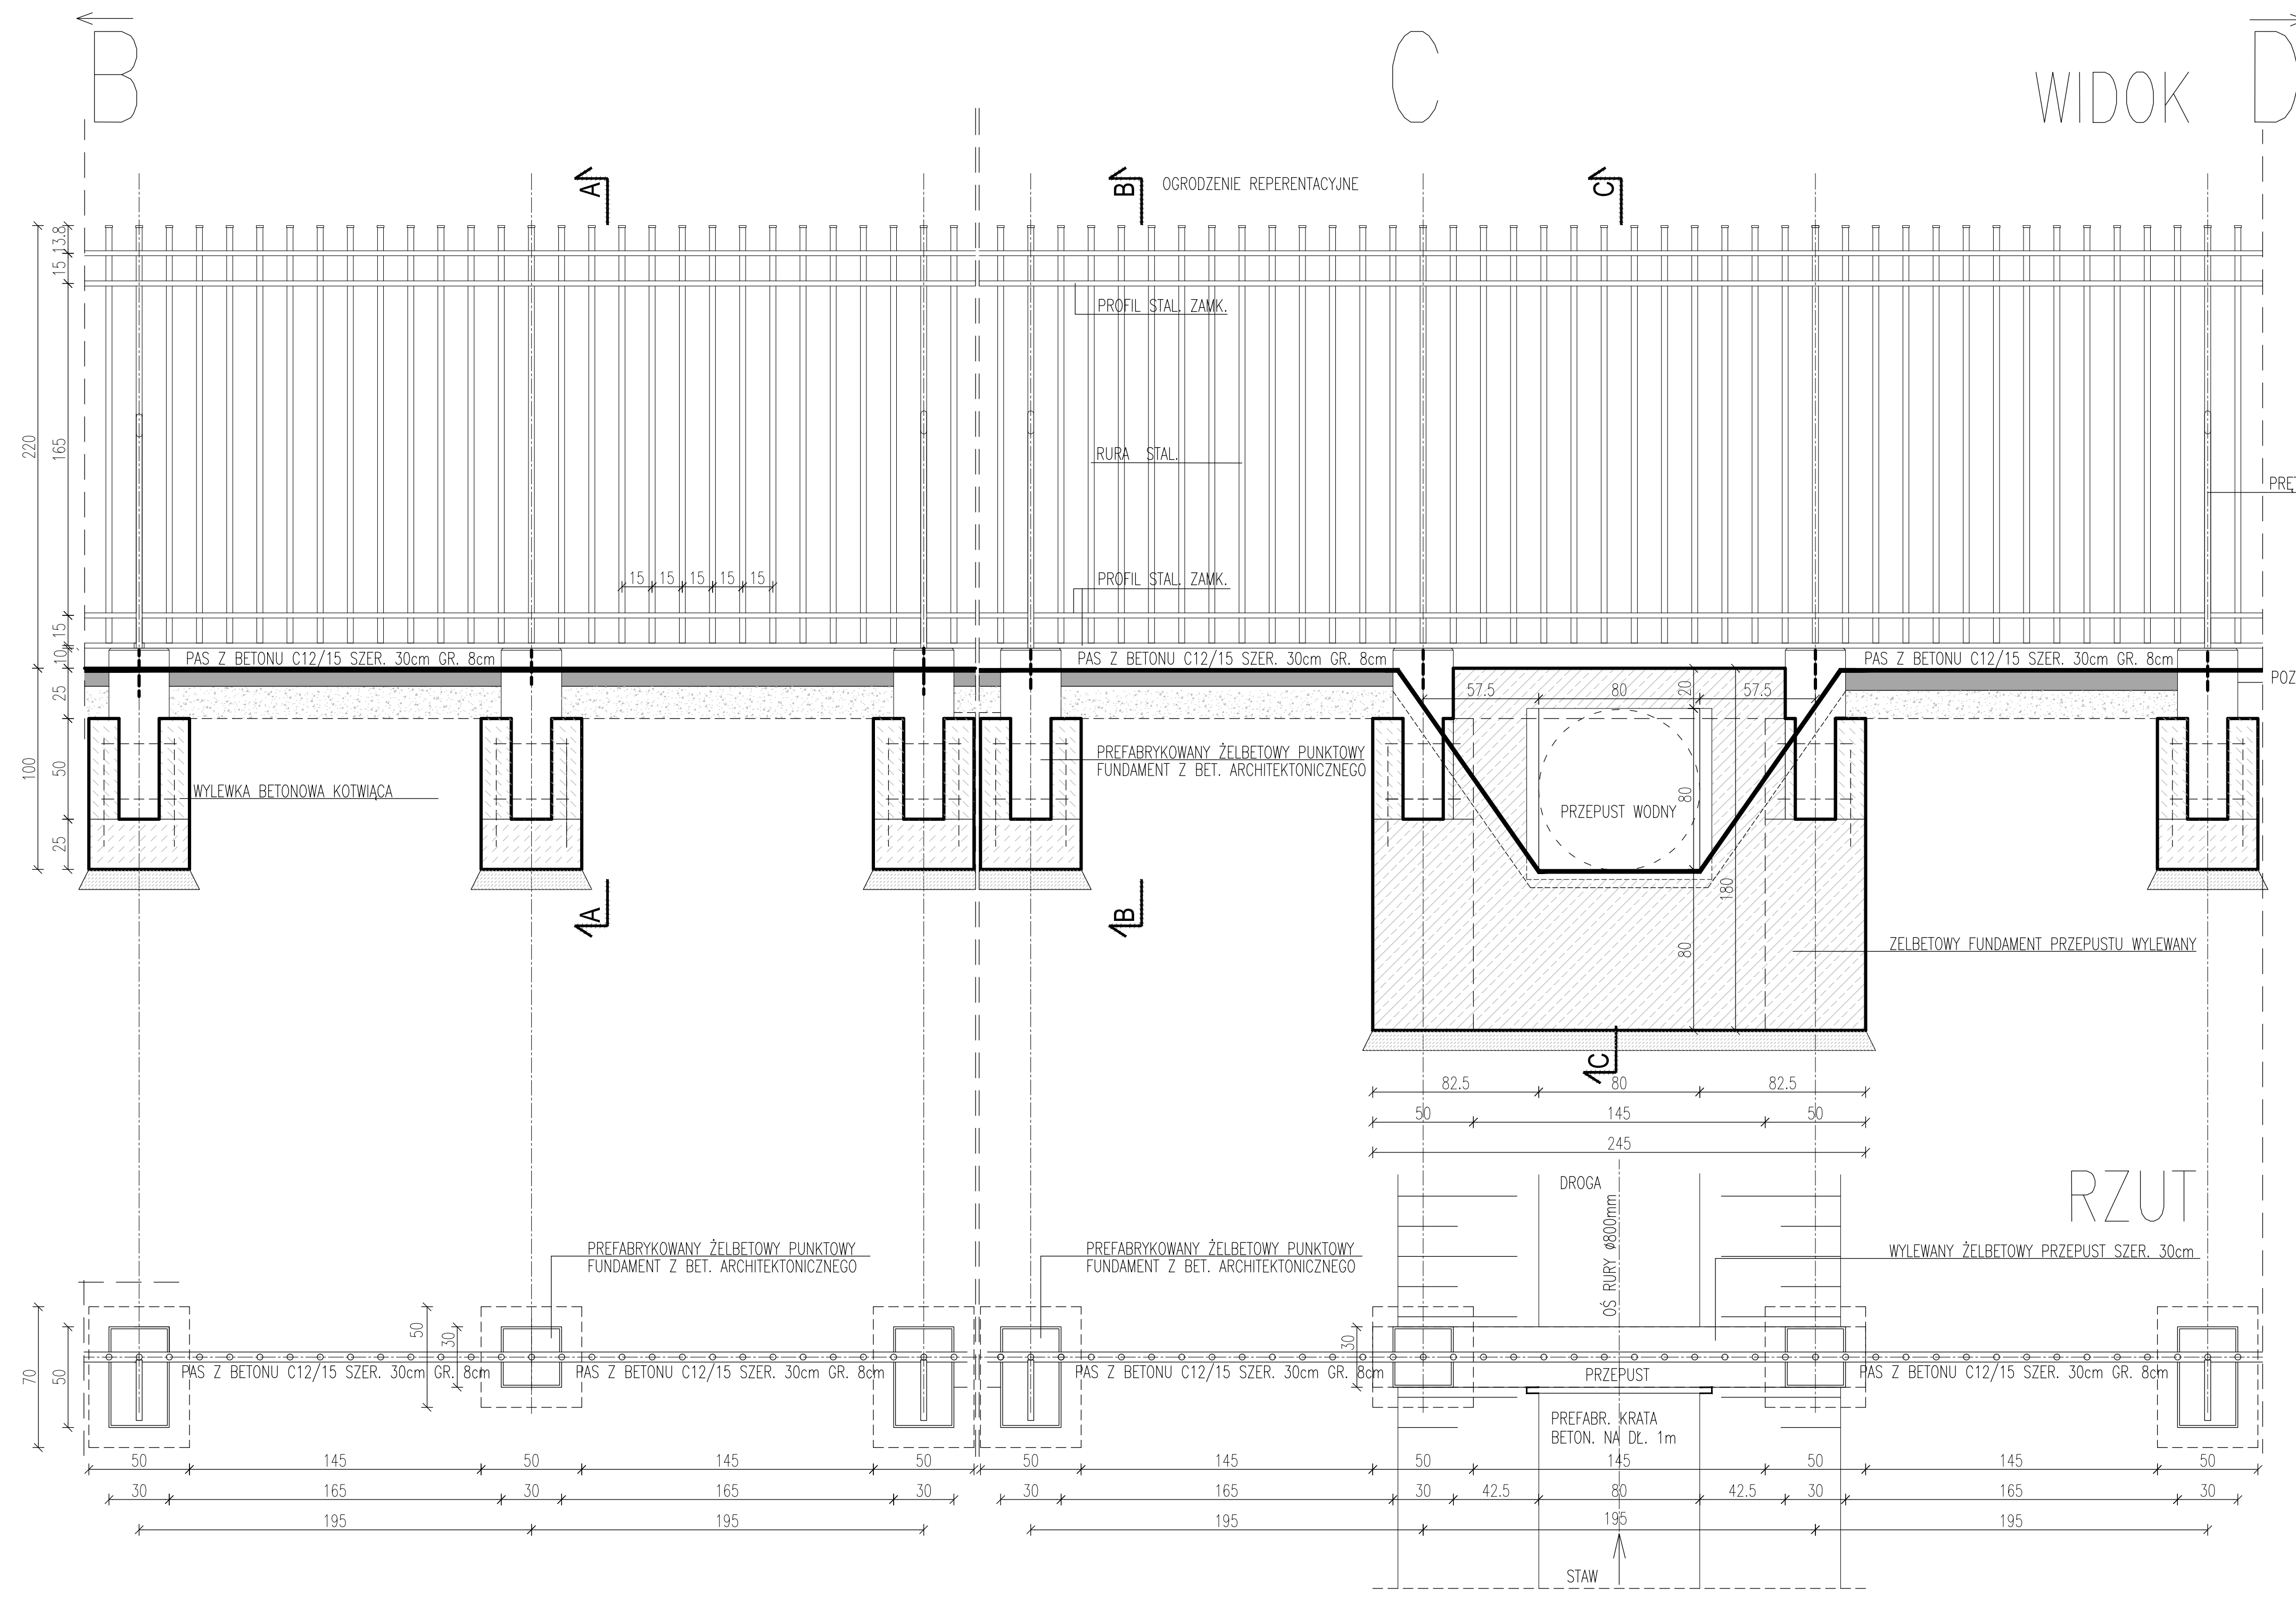 B
C
WIDOK
D
A
B
OGRODZENIE REPERENTACYJNE
C
13.8
15
PROFIL STAL. ZAMK.
220
165
RURA STAL.
15 15 15 15 15
PROFIL STAL. ZAMK.
15
10
PAS Z BETONU C12/15 SZER. 30cm GR. 8cm
PAS Z BETONU C12/15 SZER. 30cm GR. 8cm
PAS Z BETONU C12/15 SZER. 30cm GR. 8cm
25
57.5 80 20 57.5
100
50
PREFABRYKOWANY ŻELBETOWY PUNKTOWY
FUNDAMENT Z BET. ARCHITEKTONICZNEGO
WYLEWKA BETONOWA KOTWIĄCA
80
PRZEPUST WODNY
25
180
A
B
80
ZELBETOWY FUNDAMENT PRZEPUSTU WYLEWANY
C
82.5 80 82.5
50 145 50
245
DROGA
RZUT
OŚ RURY ø800mm
PREFABRYKOWANY ŻELBETOWY PUNKTOWY
FUNDAMENT Z BET. ARCHITEKTONICZNEGO
PREFABRYKOWANY ŻELBETOWY PUNKTOWY
FUNDAMENT Z BET. ARCHITEKTONICZNEGO
WYLEWANY ŻELBETOWY PRZEPUST SZER. 30cm
70
50
50
30
30
PAS Z BETONU C12/15 SZER. 30cm GR. 8cm
PAS Z BETONU C12/15 SZER. 30cm GR. 8cm
PAS Z BETONU C12/15 SZER. 30cm GR. 8cm
PRZEPUST
PAS Z BETONU C12/15 SZER. 30cm GR. 8cm
PREFABR. KRATA
BETON. NA DŁ. 1m
50 145 50 145 50 50 145 50 145 50 145 50
30 165 30 165 30 30 165 30 42.5 80 42.5 30 165 30
195 195 195 195 195
STAW